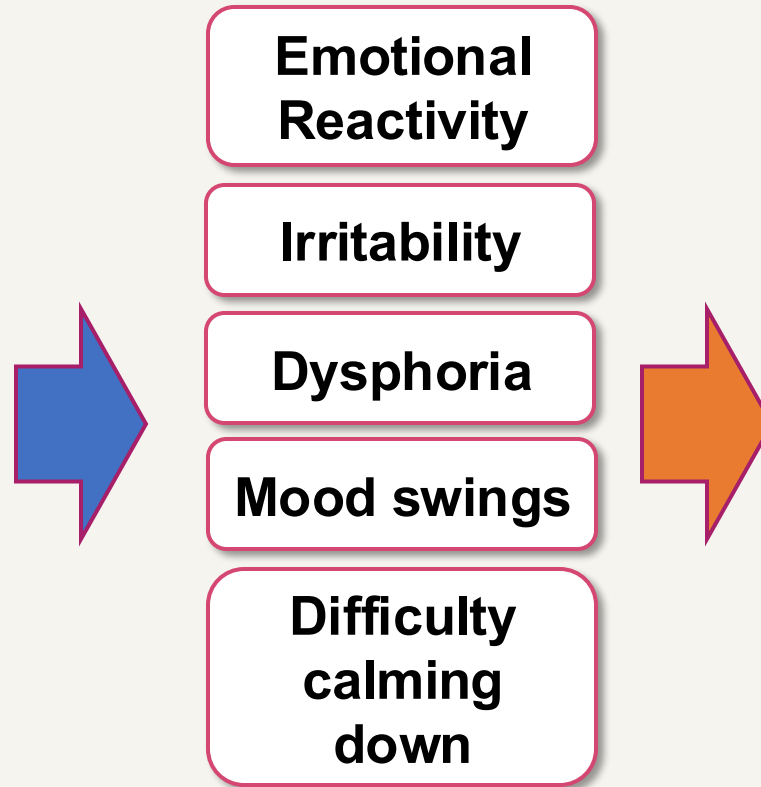 Emotional
Reactivity
Irritability
Dysphoria
Mood swings
Difficulty
calming
down